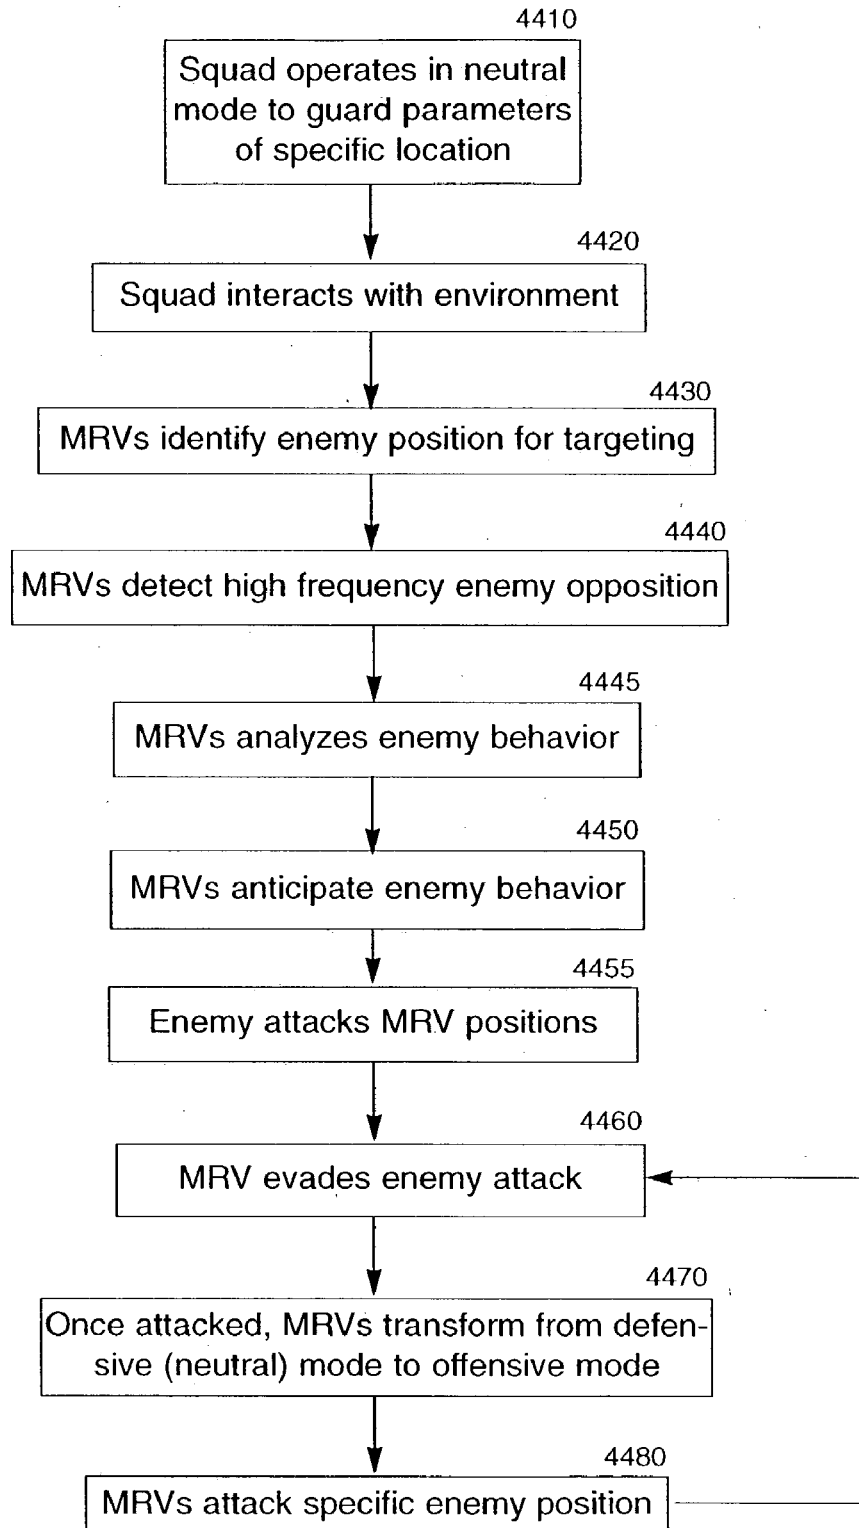 4410
Squad operates in neutral
mode to guard parameters
of specific location
4420
Squad interacts with environment
4430
MRVs identify enemy position for targeting
4440
MRVs detect high frequency enemy opposition
4445
MRVs analyzes enemy behavior
4450
MRVs anticipate enemy behavior
4455
Enemy attacks MRV positions
4460
MRV evades enemy attack
4470
Once attacked, MRVs transform from defen-
sive (neutral) mode to offensive mode
4480
MRVs attack specific enemy position